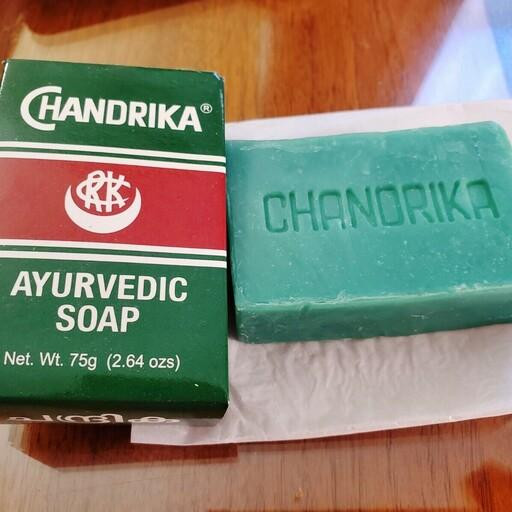 CHANDRIKA®
CHANDRIKA
AYURVEDIC
SOAP
Net. Wt. 75g (2.64 ozs)